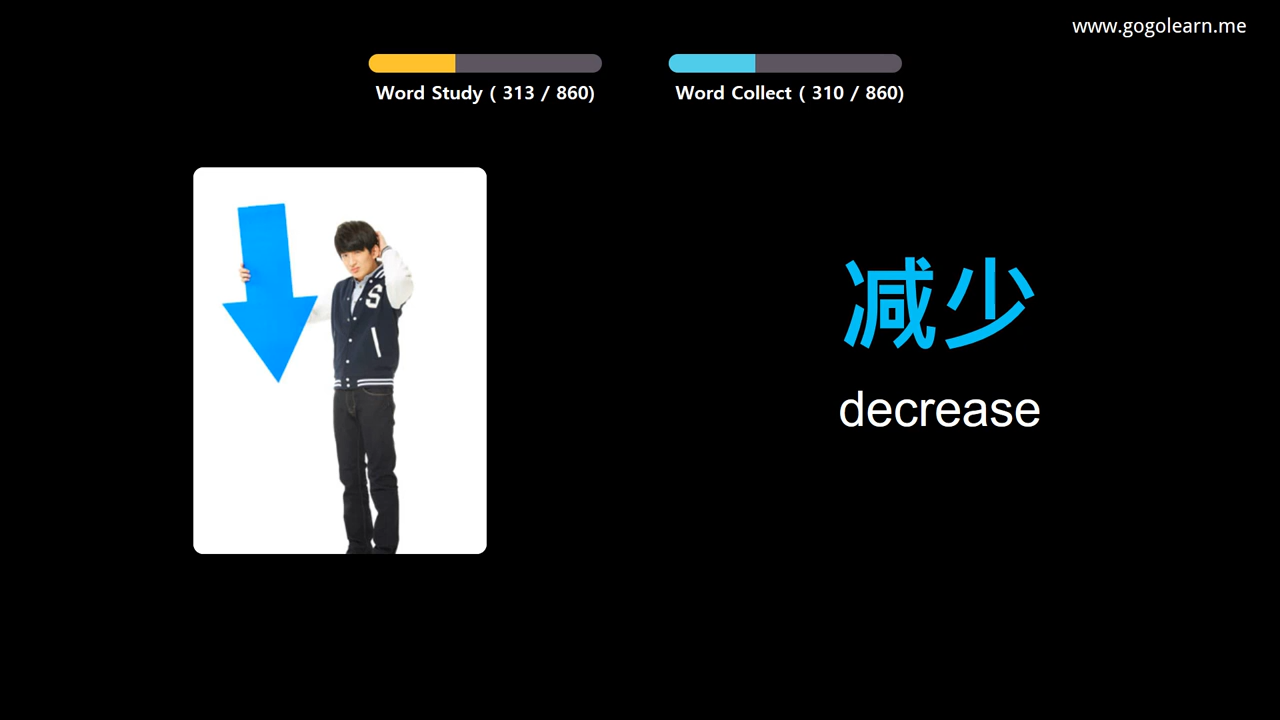 www.gogolearn.me
Word Study ( 313 / 860)
Word Collect ( 310 / 860)
S
减少
decrease